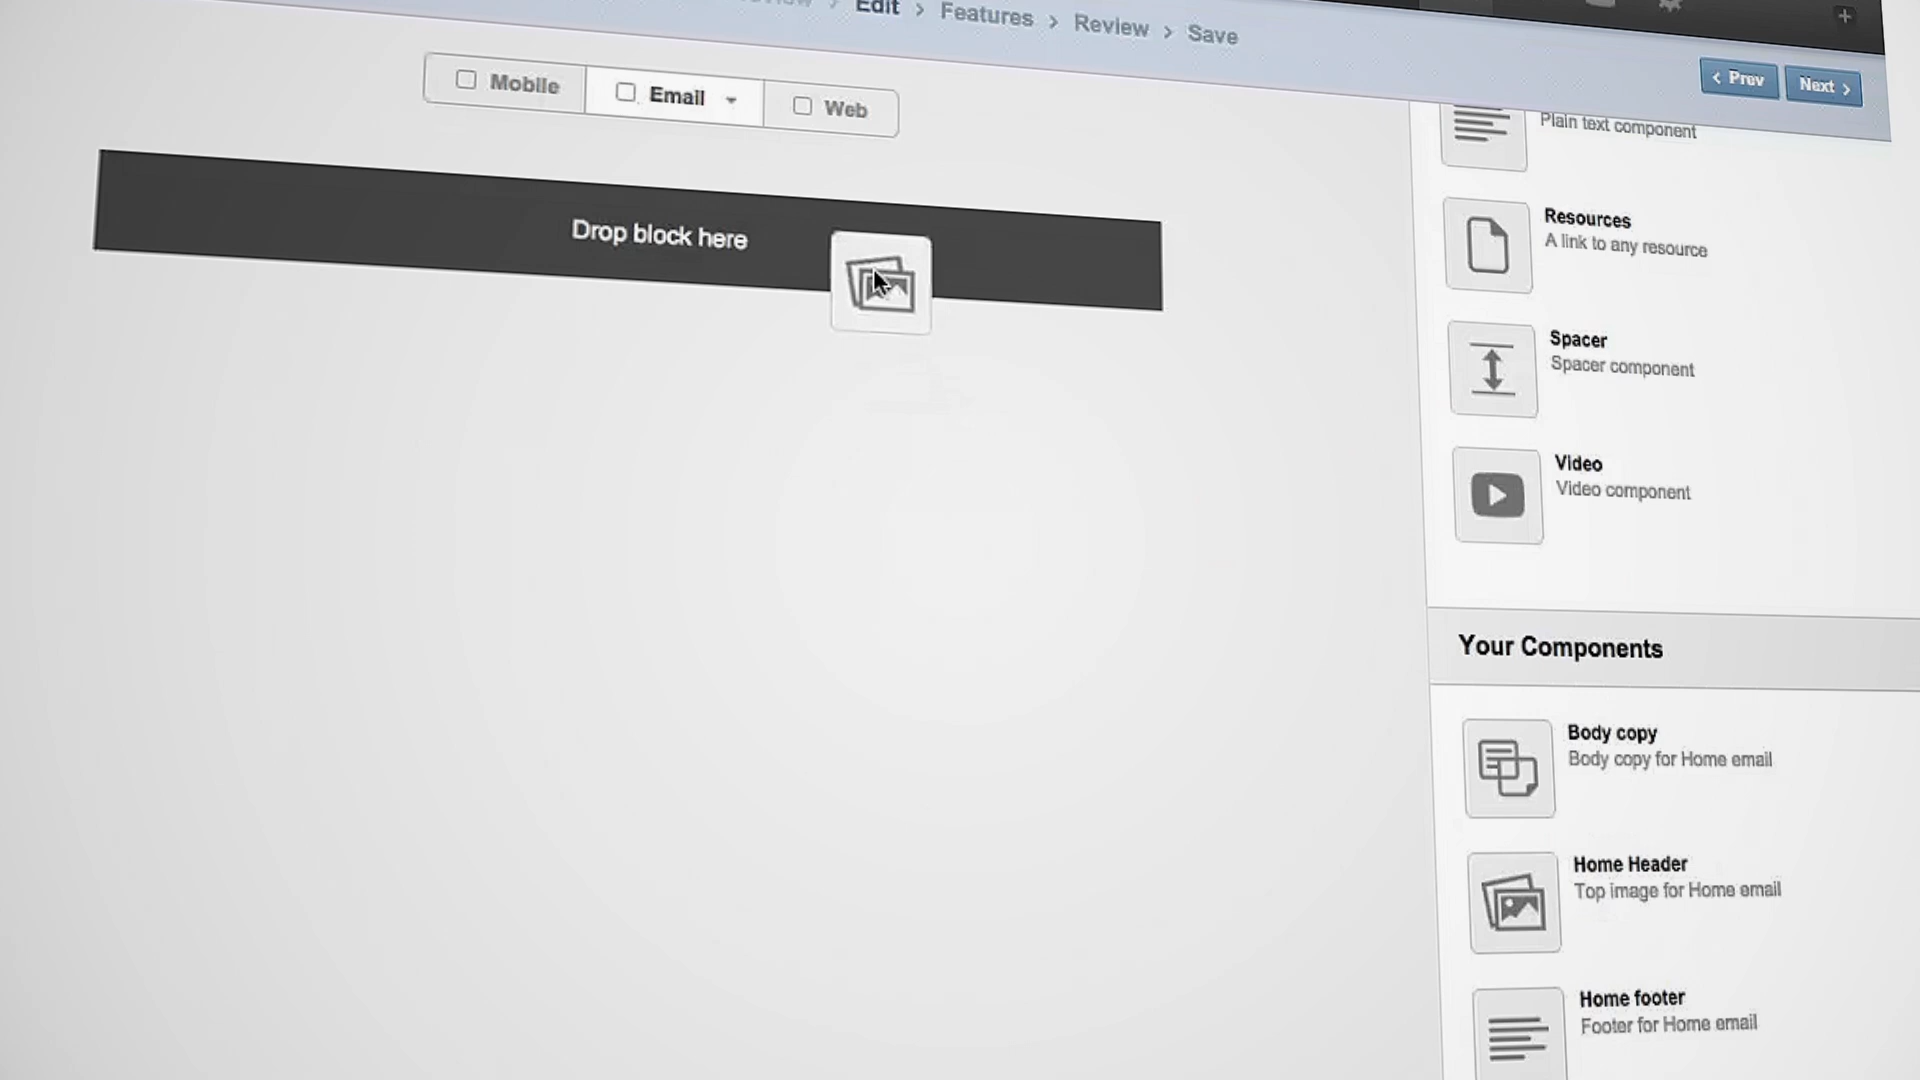 Edit > Features > Review > Save
< Prev
Next >
Mobile
Email
Web
Drop block here
Plain text component
Resources
A link to any resource
Spacer
Spacer component
Video
Video component
Your Components
Body copy
Body copy for Home email
Home Header
Top image for Home email
Home footer
Footer for Home email